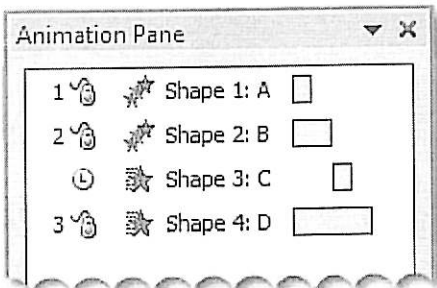 Animation Pane
1 Shape 1: A
2 Shape 2: B
Shape 3: C
3 Shape 4: D